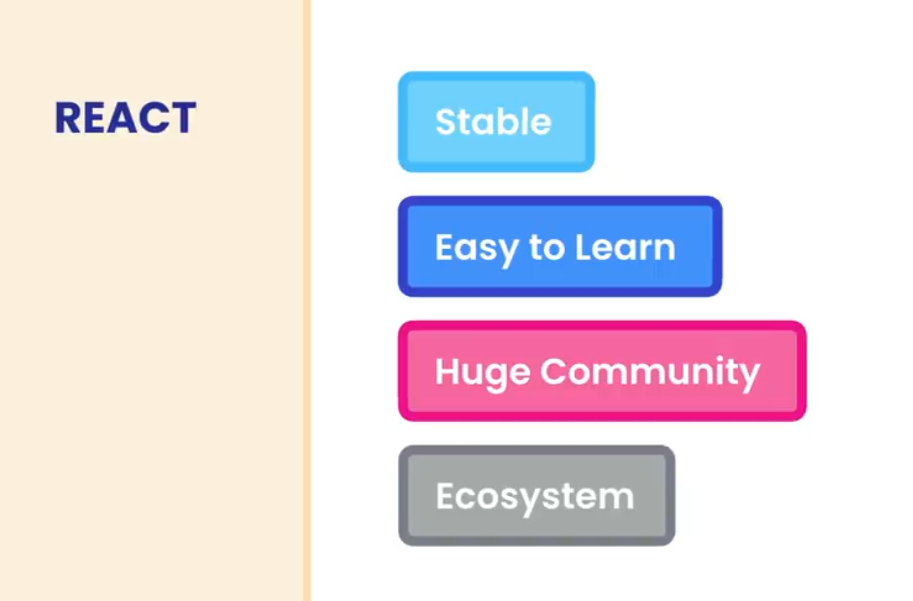 REACT
Stable
Easy to Learn
Huge Community
Ecosystem